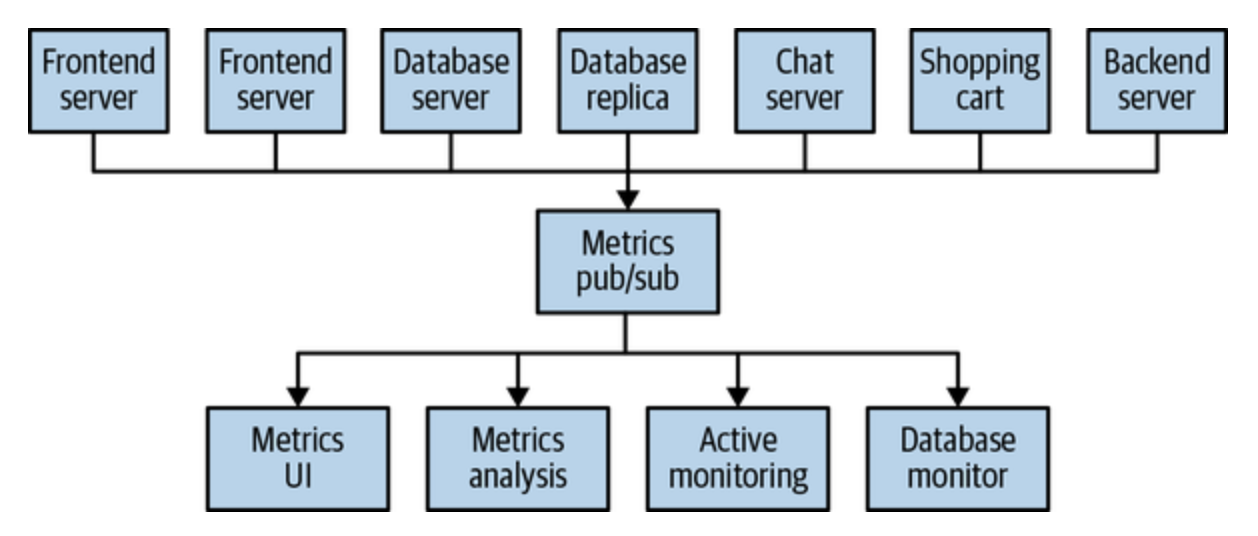 Frontend
server
Frontend
server
Database
server
Database
replica
Chat
server
Shopping
cart
Backend
server
Metrics
pub/sub
Metrics
UI
Metrics
analysis
Active
monitoring
Database
monitor